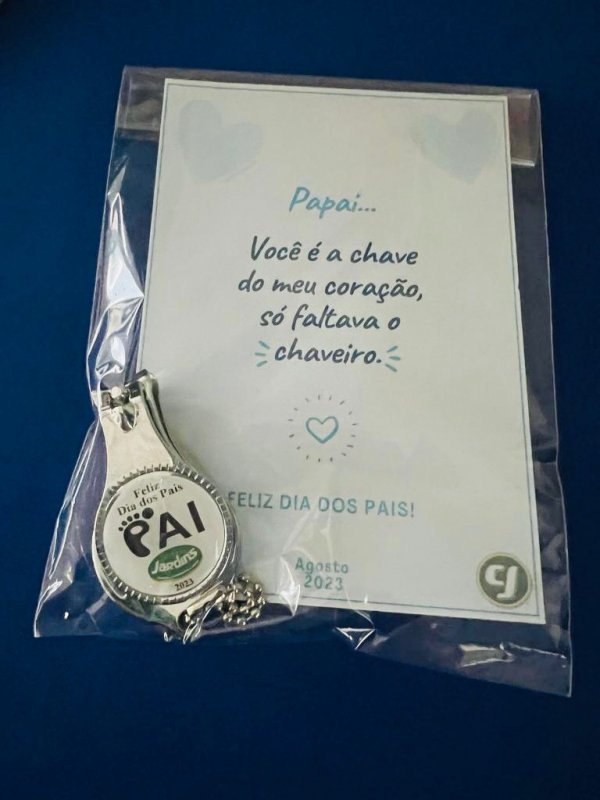 Papai...
Você é a chave
do meu coração,
só faltava o
chaveiro.
FELIZ DIA DOS PAIS!
Agosto
2023
CJ
Feliz
Dia dos Pais
PAI
Jardins
2023